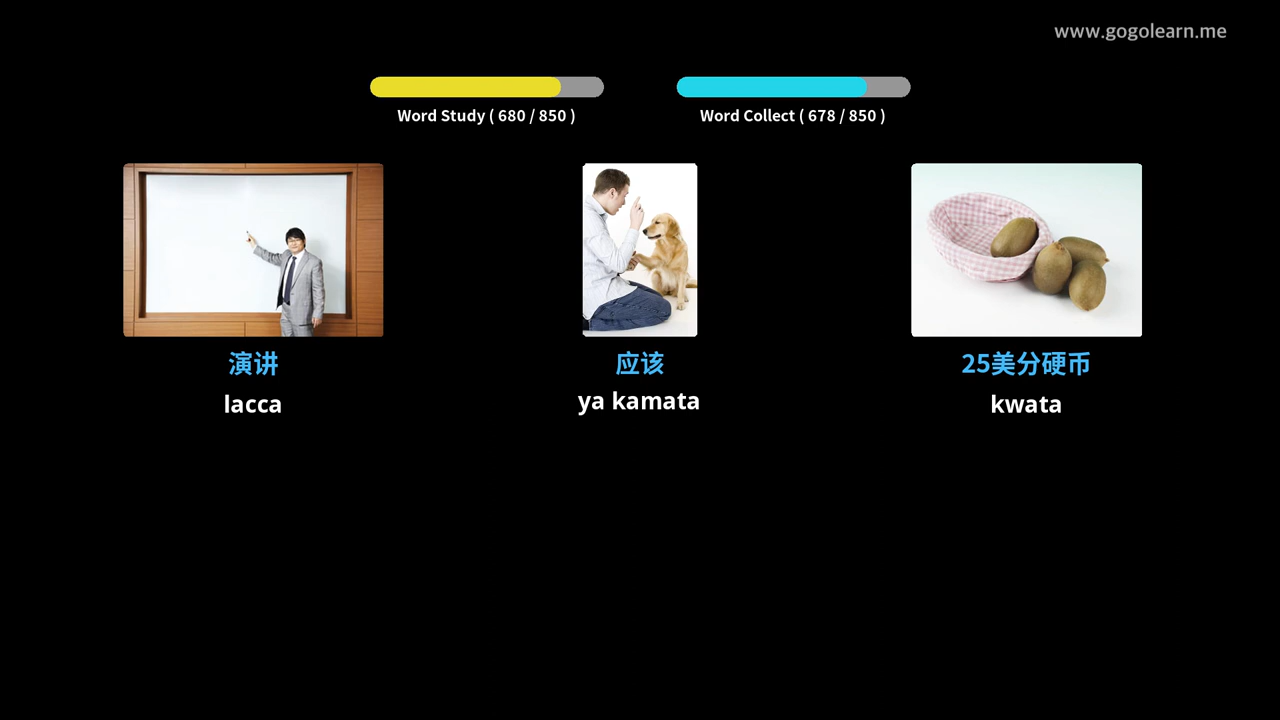 www.gogolearn.me
Word Study ( 680 / 850 )
Word Collect ( 678 / 850 )
演讲
lacca
应该
ya kamata
25美分硬币
kwata